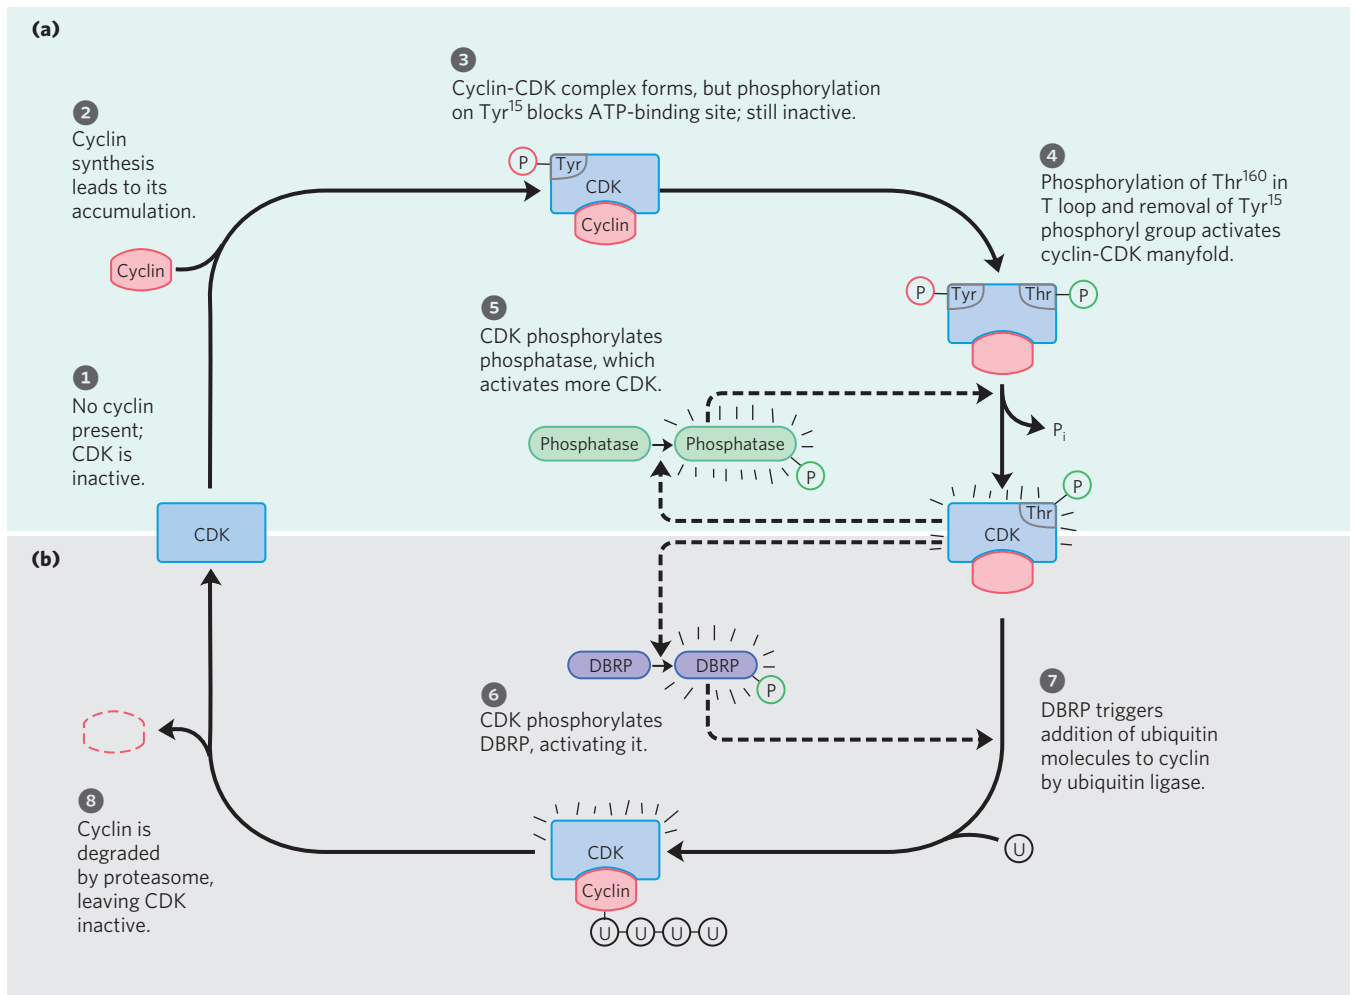 (a)
3
Cyclin-CDK complex forms, but phosphorylation
on Tyr15 blocks ATP-binding site; still inactive.
2
Cyclin
synthesis
leads to its
accumulation.
P
Tyr
CDK
Cyclin
4
Phosphorylation of Thr160 in
T loop and removal of Tyr15
phosphoryl group activates
cyclin-CDK manyfold.
Cyclin
P
Tyr
Thr
P
5
CDK phosphorylates
phosphatase, which
activates more CDK.
1
No cyclin
present;
CDK is
inactive.
Phosphatase
Phosphatase
P
Pi
P
Thr
CDK
CDK
(b)
DBRP
DBRP
P
6
CDK phosphorylates
DBRP, activating it.
7
DBRP triggers
addition of ubiquitin
molecules to cyclin
by ubiquitin ligase.
8
Cyclin is
degraded
by proteasome,
leaving CDK
inactive.
CDK
Cyclin
U
U U U U